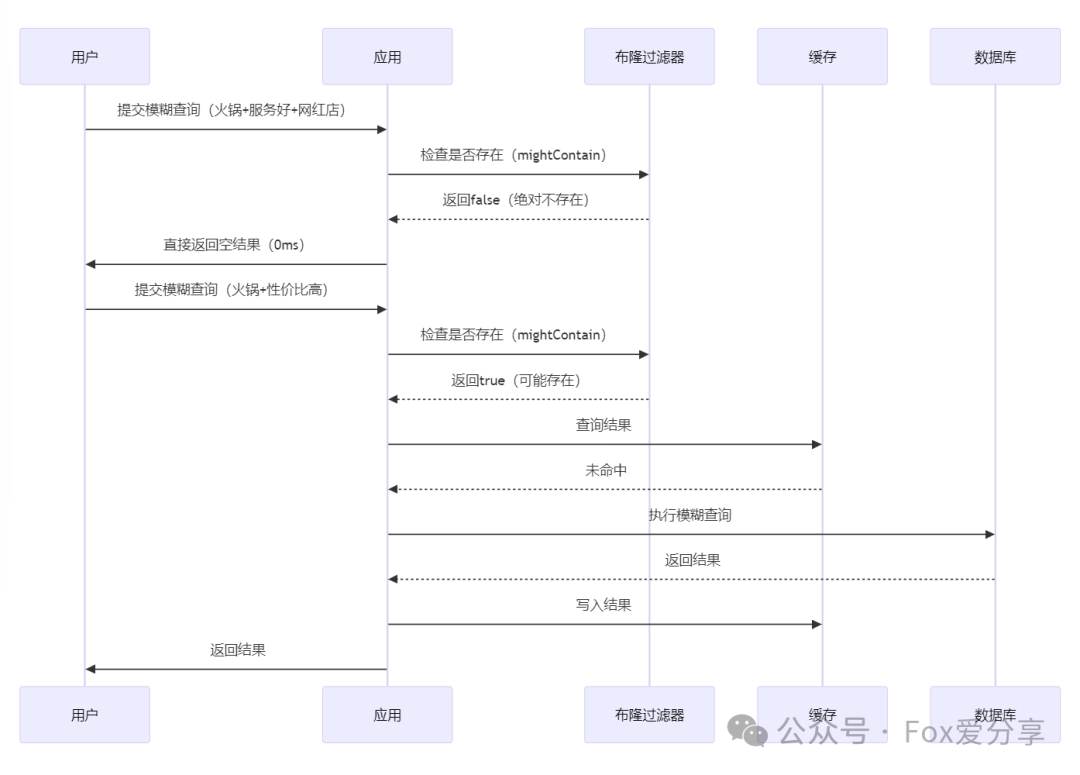 用户 应用 布隆过滤器 缓存 数据库
提交模糊查询（火锅+服务好+网红店）
检查是否存在（mightContain）
返回false（绝对不存在）
直接返回空结果（0ms）
提交模糊查询（火锅+性价比高）
检查是否存在（mightContain）
返回true（可能存在）
查询结果
未命中
执行模糊查询
返回结果
写入结果
返回结果
用户 应用 布隆过滤器 缓存 数据库
公众号 · Fox爱分享